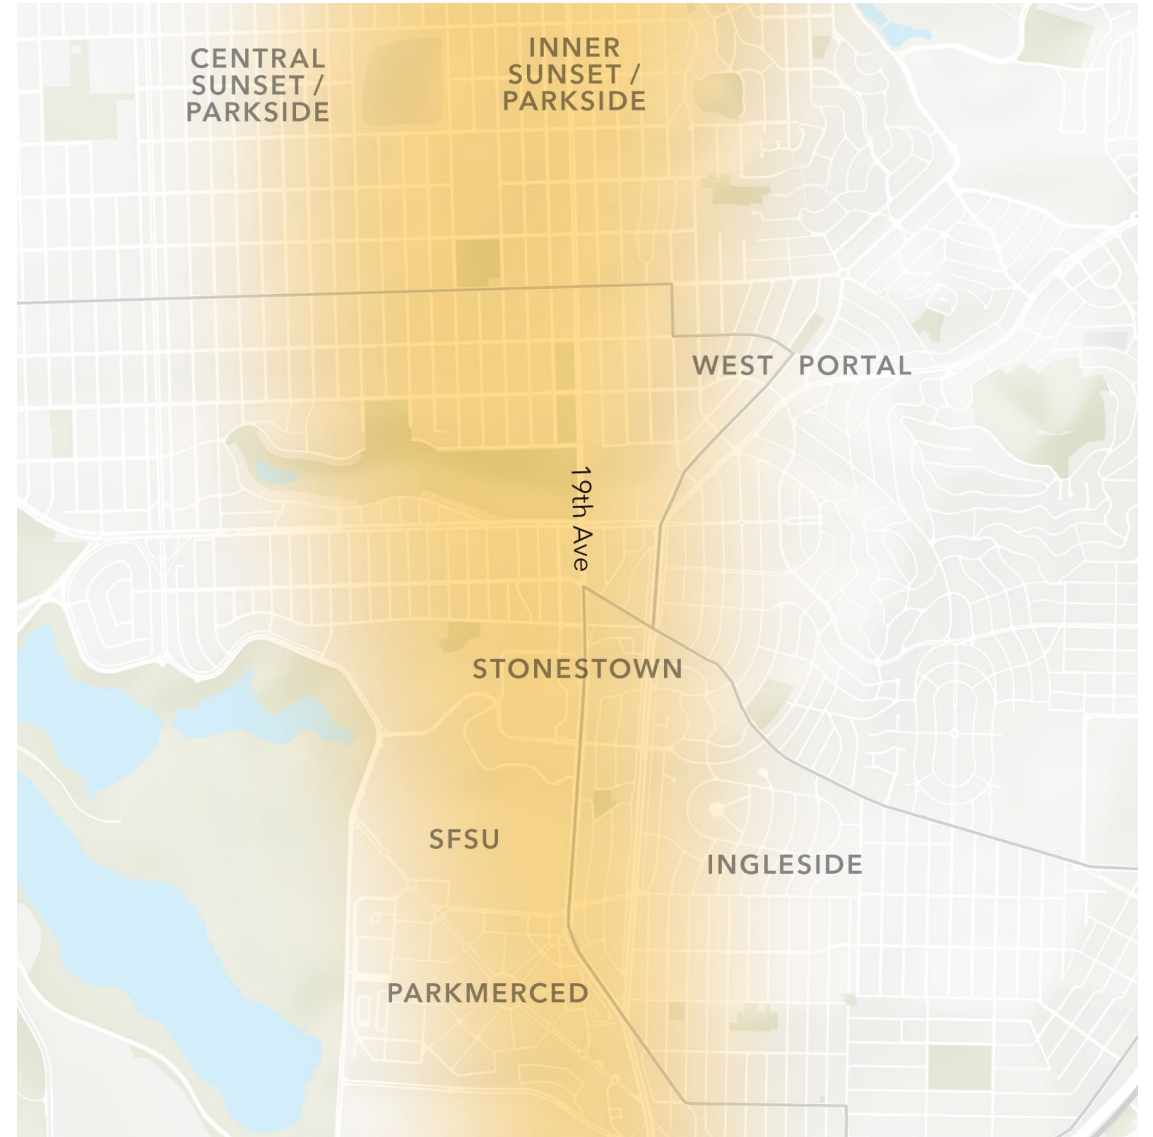 CENTRAL
SUNSET /
PARKSIDE
INNER
SUNSET /
PARKSIDE
WEST PORTAL
19th Ave
STONESTOWN
SFSU
INGLESIDE
PARKMERCED